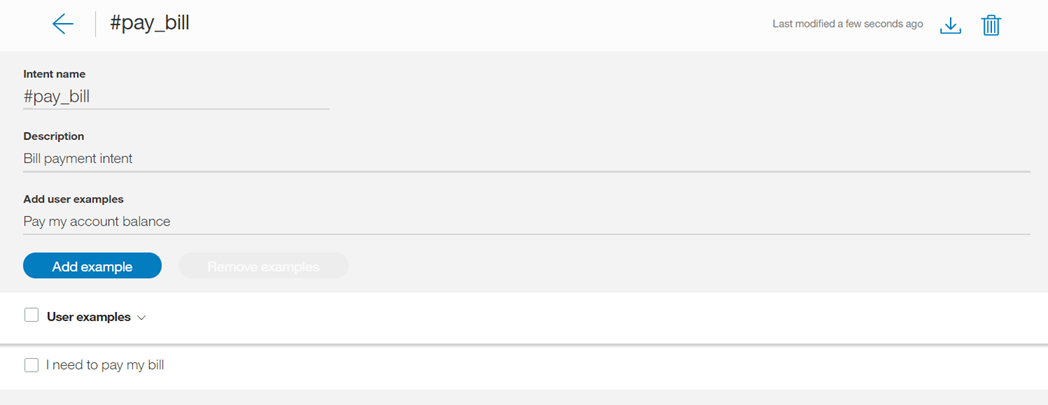 #pay_bill
Last modified a few seconds ago
Intent name
#pay_bill
Description
Bill payment intent
Add user examples
Pay my account balance
Add example
Remove examples
User examples
I need to pay my bill